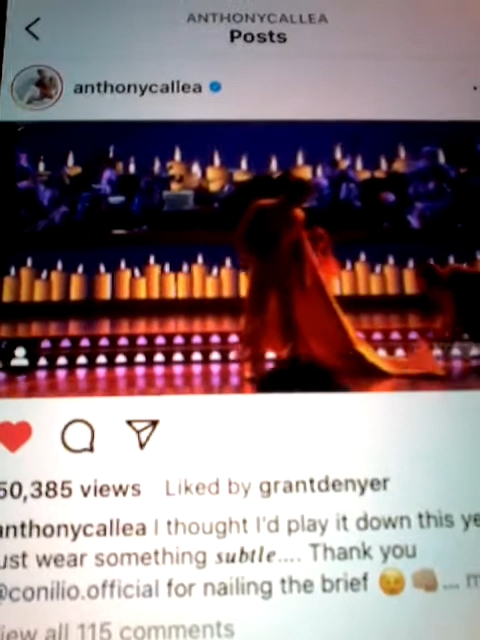 ANTHONYCALLEA
Posts
anthonycallea
50,385 views Liked by grantdenyer
anthonycallea I thought I'd play it down this ye
ust wear something subtle.... Thank you
@conilio.official for nailing the brief 😉 👊🏼 ... m
iew all 115 comments